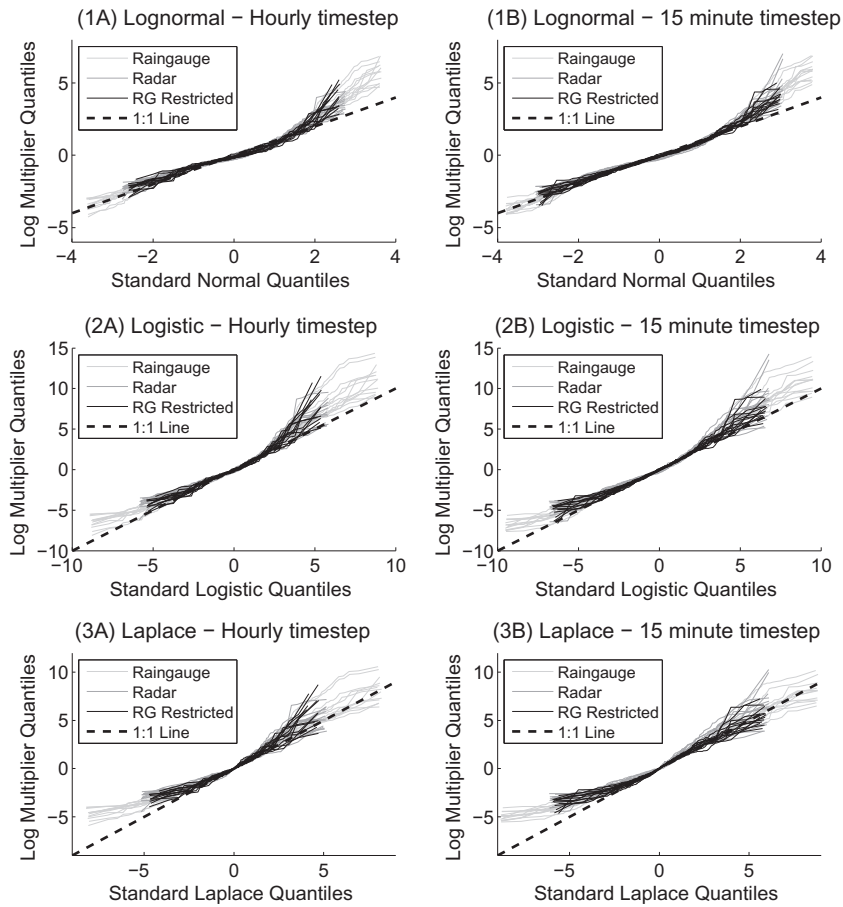 (1A) Lognormal − Hourly timestep
Log Multiplier Quantiles
5
0
−5
Raingauge
Radar
RG Restricted
1:1 Line
−4
−2
0
2
4
Standard Normal Quantiles
(1B) Lognormal − 15 minute timestep
Log Multiplier Quantiles
5
0
−5
Raingauge
Radar
RG Restricted
1:1 Line
−4
−2
0
2
4
Standard Normal Quantiles
(2A) Logistic − Hourly timestep
Log Multiplier Quantiles
15
10
5
0
−5
−10
Raingauge
Radar
RG Restricted
1:1 Line
−10
−5
0
5
10
Standard Logistic Quantiles
(2B) Logistic − 15 minute timestep
Log Multiplier Quantiles
15
10
5
0
−5
−10
Raingauge
Radar
RG Restricted
1:1 Line
−10
−5
0
5
10
Standard Logistic Quantiles
(3A) Laplace − Hourly timestep
Log Multiplier Quantiles
10
5
0
−5
Raingauge
Radar
RG Restricted
1:1 Line
−5
0
5
Standard Laplace Quantiles
(3B) Laplace − 15 minute timestep
Log Multiplier Quantiles
10
5
0
−5
Raingauge
Radar
RG Restricted
1:1 Line
−5
0
5
Standard Laplace Quantiles